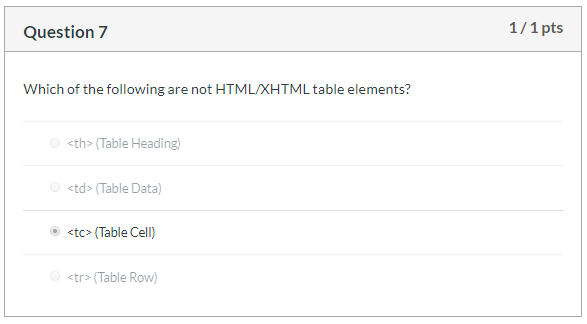 Question 7
1 / 1 pts
Which of the following are not HTML/XHTML table elements?
<th> (Table Heading)
<td> (Table Data)
<tc> (Table Cell)
<tr> (Table Row)